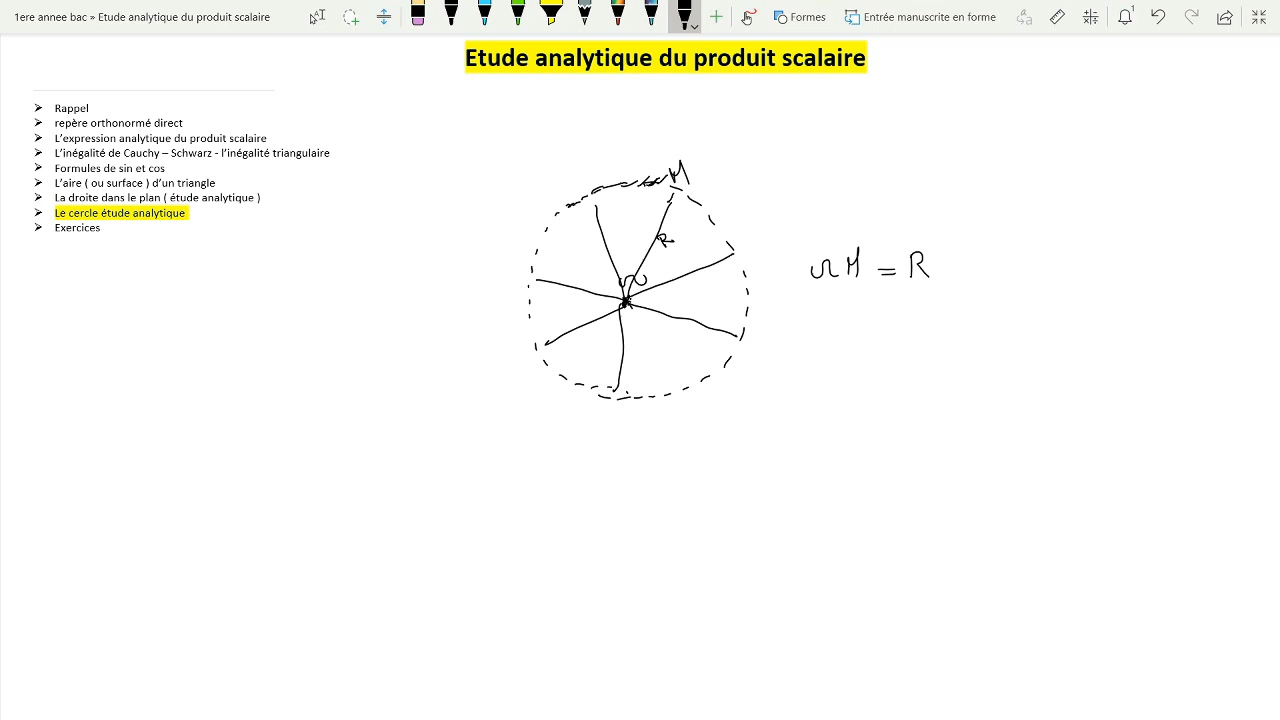 1ere annee bac » Etude analytique du produit scalaire
Formes
Entrée manuscrite en forme
Etude analytique du produit scalaire
Rappel
repère orthonormé direct
L'expression analytique du produit scalaire
L'inégalité de Cauchy – Schwarz - l'inégalité triangulaire
Formules de sin et cos
L'aire ( ou surface ) d'un triangle
La droite dans le plan ( étude analytique )
Le cercle étude analytique
Exercices
M
R
Ω
ΩM = R